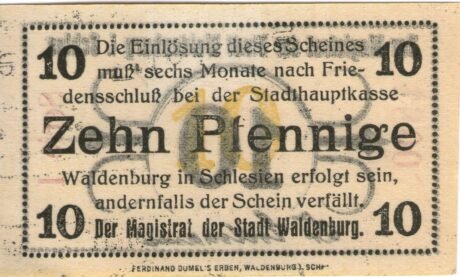 10 Die Einlösung dieses Scheines 10
muß sechs Monate nach Frie-
densschluß bei der Stadthauptkasse
Zehn Pfennige
Waldenburg in Schlesien erfolgt sein,
andernfalls der Schein verfällt.
10 Der Magistrat der Stadt Waldenburg. 10
FERDINAND DUMEL'S ERBEN, WALDENBURG I. SCHL